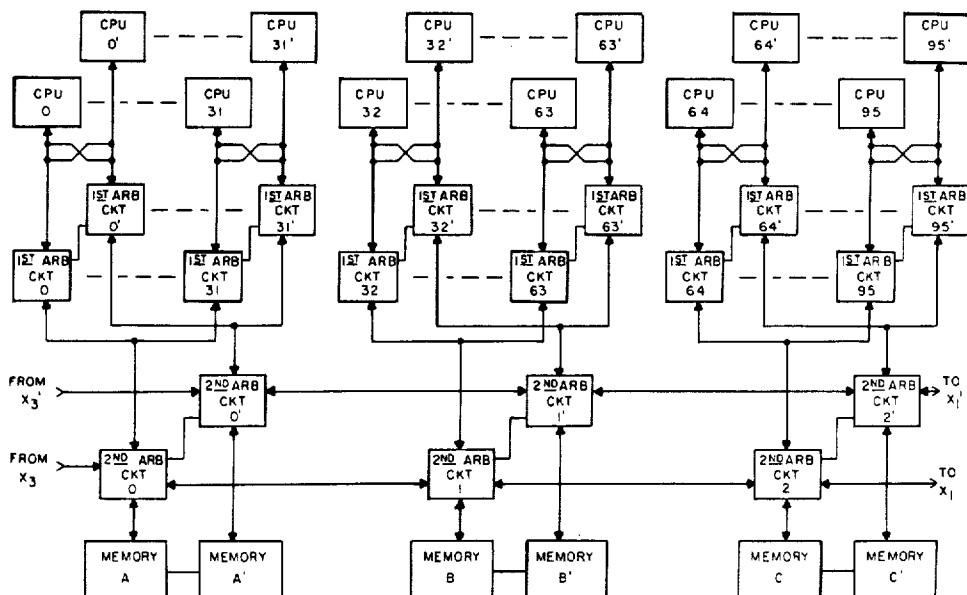 CPU
0'
CPU
31'
CPU
32'
CPU
63'
CPU
64'
CPU
95'
CPU
0
CPU
31
CPU
32
CPU
63
CPU
64
CPU
95
1ST ARB
CKT
0'
1ST ARB
CKT
31'
1ST ARB
CKT
32'
1ST ARB
CKT
63'
1ST ARB
CKT
64'
1ST ARB
CKT
95'
1ST ARB
CKT
0
1ST ARB
CKT
31
1ST ARB
CKT
32
1ST ARB
CKT
63
1ST ARB
CKT
64
1ST ARB
CKT
95
FROM
X3'
2ND ARB
CKT
0'
2ND ARB
CKT
1'
2ND ARB
CKT
2'
TO
X1'
FROM
X3
2ND ARB
CKT
0
2ND ARB
CKT
1
2ND ARB
CKT
2
TO
X1
MEMORY
A
MEMORY
A'
MEMORY
B
MEMORY
B'
MEMORY
C
MEMORY
C'